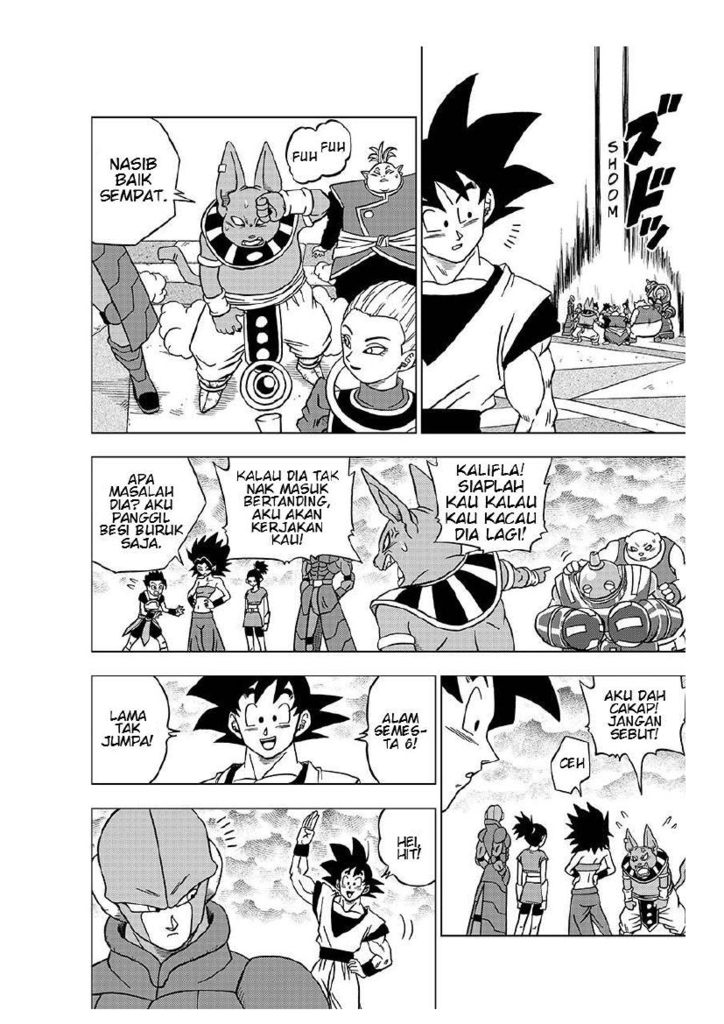 ズドッ
SHOOM
FUH FUH
NASIB
BAIK
SEMPAT.
KALIFLA!
SIAPLAH
KAU KALAU
KAU KACAU
DIA LAGI!
KALAU DIA TAK
NAK MASUK
BERTANDING,
AKU AKAN
KERJAKAN
KAU!
APA
MASALAH
DIA? AKU
PANGGIL
BESI BURUK
SAJA.
AKU DAH
CAKAP!
JANGAN
SEBUT!
CEH
ALAM
SEMES-
TA 6!
LAMA
TAK
JUMPA!
HEI,
HIT!